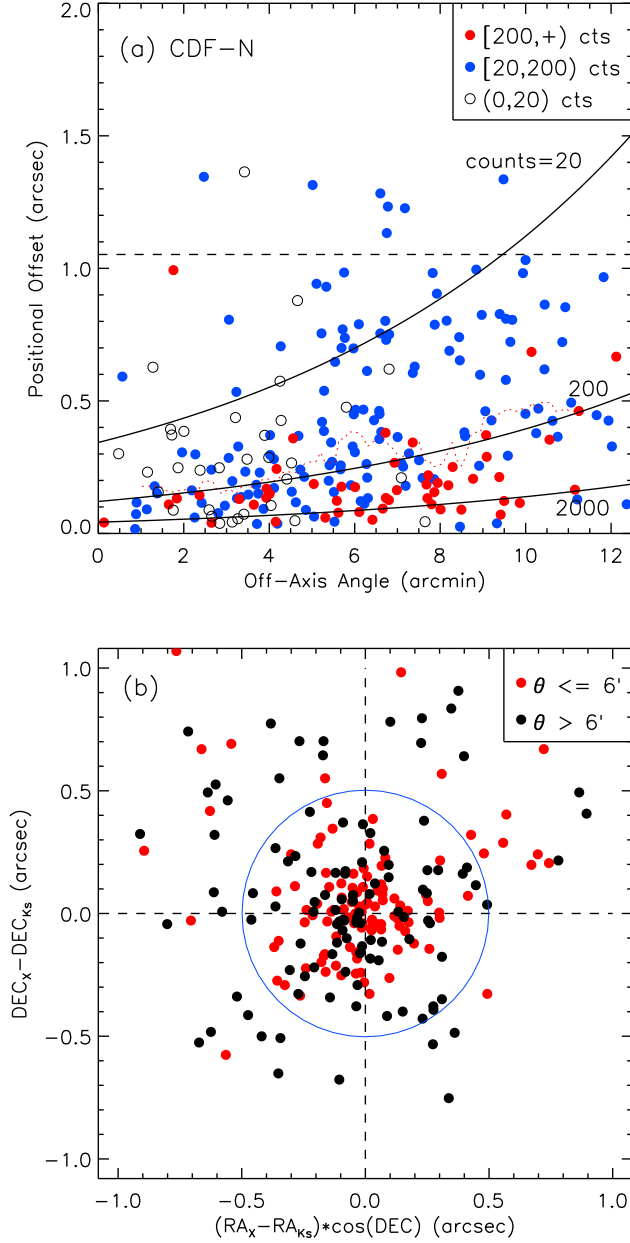 2.0
(a) CDF−N
[200,+) cts
[20,200) cts
(0,20) cts
1.5
counts=20
1.0
0.5
200
2000
0.0
0
2
4
6
8
10
12
Positional Offset (arcsec)
Off−Axis Angle (arcmin)
1.0
(b)
θ <= 6'
θ > 6'
0.5
0.0
−0.5
−1.0
−1.0
−0.5
0.0
0.5
1.0
DEC_X−DEC_Ks (arcsec)
(RA_X−RA_Ks)*cos(DEC) (arcsec)